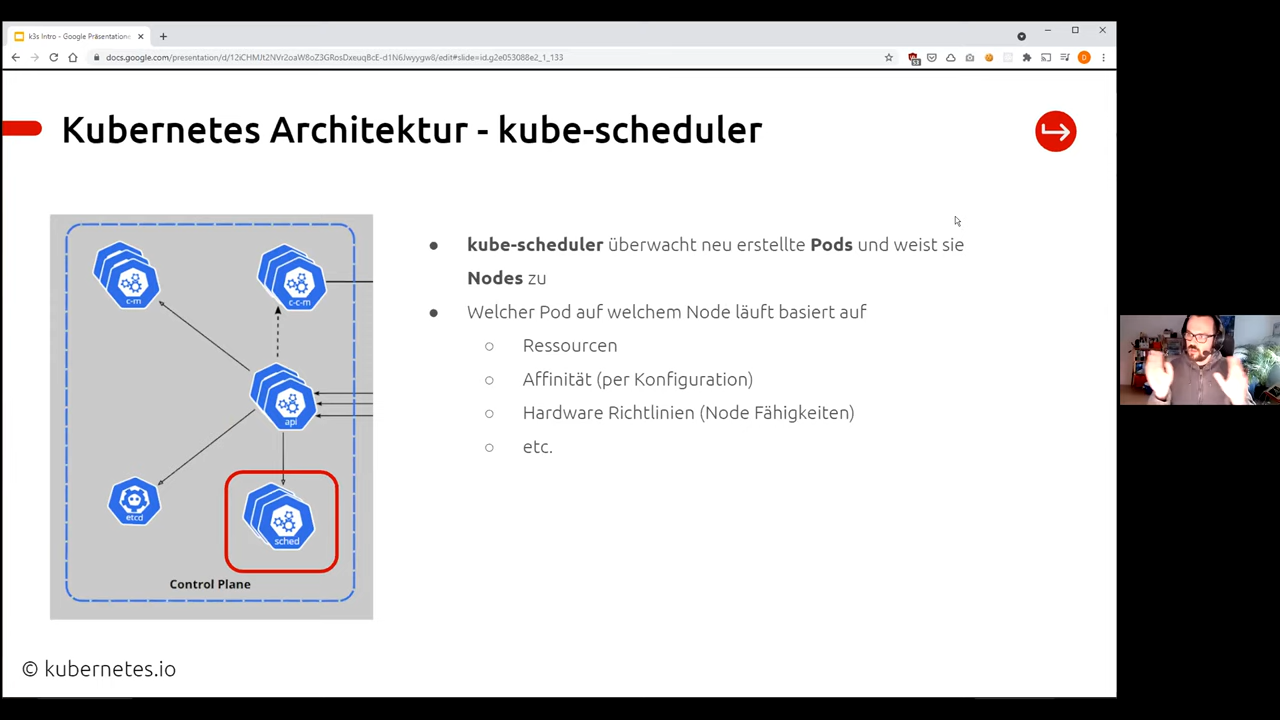 k3s Intro - Google Präsentationen
docs.google.com/presentation/d/12iCHMJt2NVr2oaW8oZ3GRosDxeuqBcE-d1N6Jwyygw8/edit#slide=id.g2e053088e2_1_133
Kubernetes Architektur - kube-scheduler
c-m
c-c-m
api
etcd
sched
Control Plane
● kube-scheduler überwacht neu erstellte Pods und weist sie
Nodes zu
● Welcher Pod auf welchem Node läuft basiert auf
○ Ressourcen
○ Affinität (per Konfiguration)
○ Hardware Richtlinien (Node Fähigkeiten)
○ etc.
© kubernetes.io